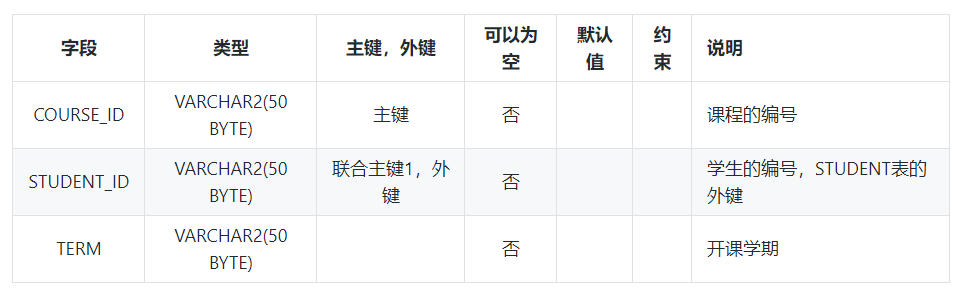 字段 类型 主键，外键 可以为空 默认值 约束 说明
COURSE_ID VARCHAR2(50 BYTE) 主键 否 课程的编号
STUDENT_ID VARCHAR2(50 BYTE) 联合主键1，外键 否 学生的编号，STUDENT表的外键
TERM VARCHAR2(50 BYTE) 否 开课学期